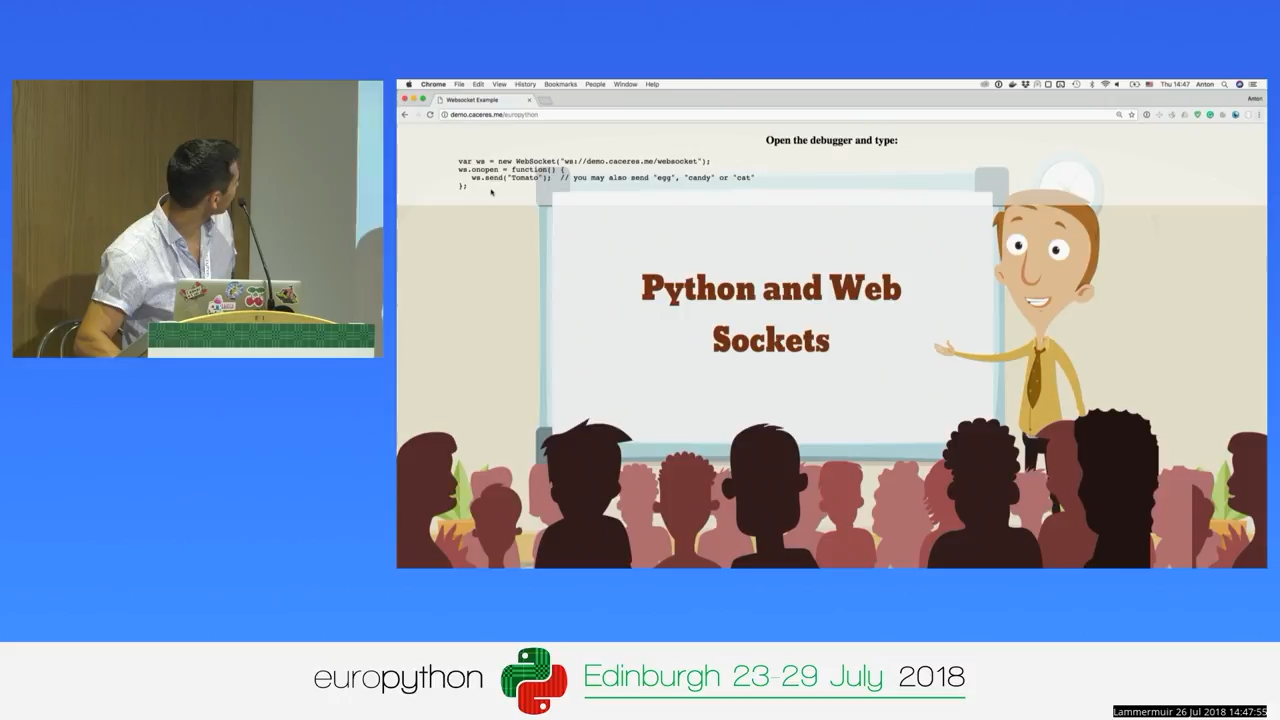 Chrome File Edit View History Bookmarks People Window Help
Thu 14:47 Anton
Websocket Example
Anton
demo.caceres.me/europython
Open the debugger and type:
var ws = new WebSocket("ws://demo.caceres.me/websocket");
ws.onopen = function() {
ws.send("Tomato"); // you may also send "egg", "candy" or "cat"
};
Python and Web
Sockets
europython
Edinburgh 23-29 July 2018
Lammermuir 26 Jul 2018 14:47:55